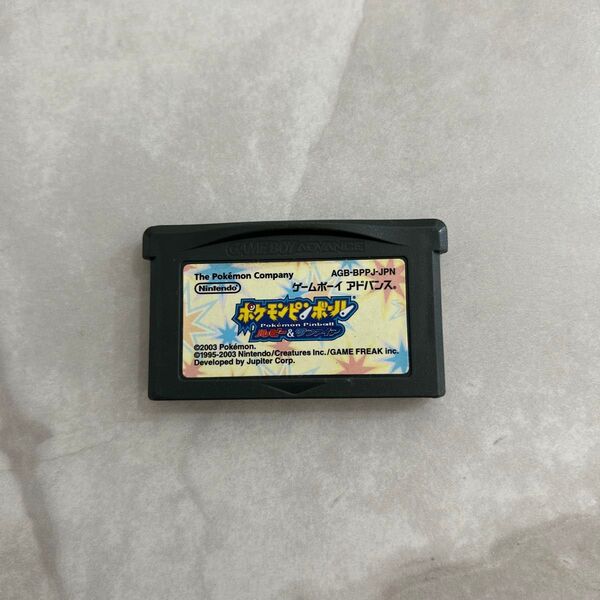 GAME BOY ADVANCE
The Pokémon Company AGB-BPPJ-JPN
Nintendo ゲームボーイ アドバンス®
ポケモンピンボール
Pokémon Pinball
ルビー&サファイア
©2003 Pokémon.
©1995-2003 Nintendo/Creatures Inc./GAME FREAK inc.
Developed by Jupiter Corp.